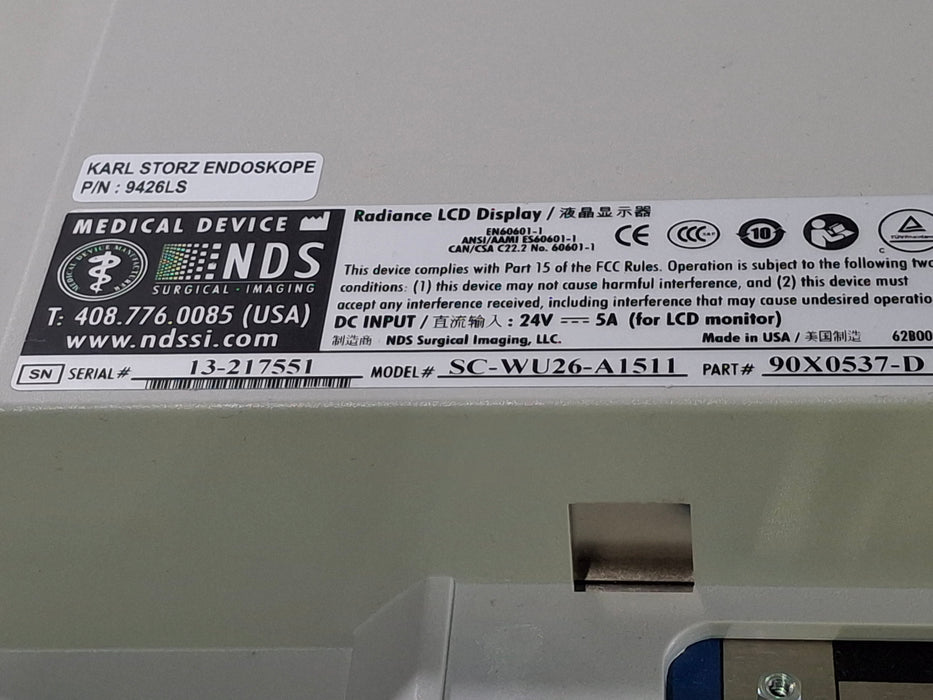 KARL STORZ ENDOSKOPE
P/N : 9426LS
MEDICAL DEVICE
NDS
SURGICAL · IMAGING
T: 408.776.0085 (USA)
www.ndssi.com
Radiance LCD Display / 液晶显示器
EN60601-1
ANSI/AAMI ES60601-1
CAN/CSA C22.2 No. 60601-1
CE
CCC
10
This device complies with Part 15 of the FCC Rules. Operation is subject to the following two
conditions: (1) this device may not cause harmful interference, and (2) this device must
accept any interference received, including interference that may cause undesired operatio
DC INPUT / 直流输入 : 24V 5A (for LCD monitor)
制造商 NDS Surgical Imaging, LLC. Made in USA / 美国制造 62B00
SN SERIAL# 13-217551 MODEL# SC-WU26-A1511 PART# 90X0537-D